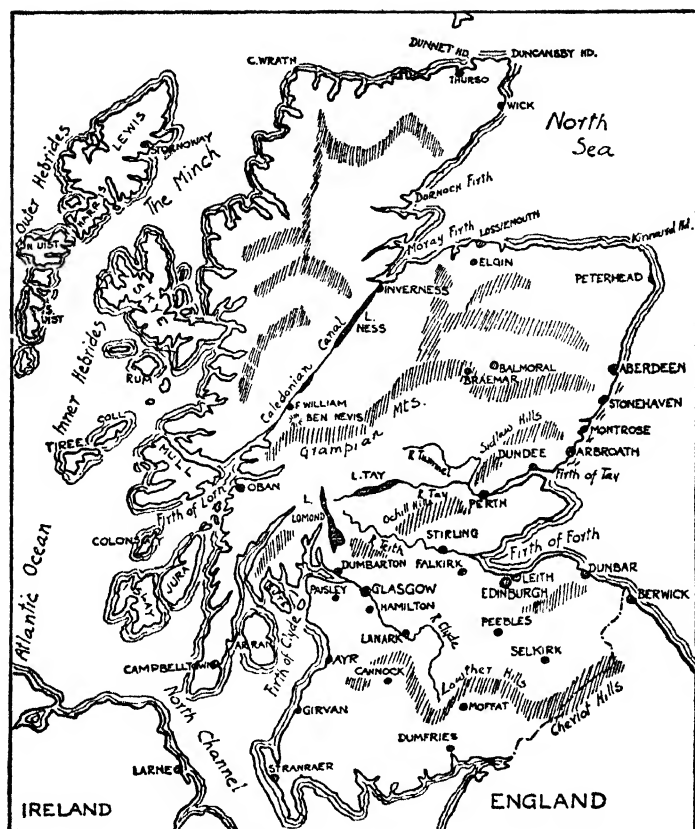 DUNNET HD.
DUNCANSBY HD.
C. WRATH
THURSO
WICK
North
Sea
Outer Hebrides
LEWIS
STORNOWAY
The Minch
HARRIS
N. UIST
S. UIST
DORNOCH FIRTH
Moray Firth
LOSSIEMOUTH
Kinnaird Hd.
ELGIN
PETERHEAD
INVERNESS
SKYE
L. NESS
Caledonian Canal
Inner Hebrides
RUM
BALMORAL
BRAEMAR
ABERDEEN
COLL
TIREE
F. WILLIAM
BEN NEVIS
Grampian MTS.
STONEHAVEN
MONTROSE
MULL
R. Tummel
Sidlaw Hills
ARBROATH
DUNDEE
Firth of Tay
OBAN
Firth of Lorn
L. TAY
R. Tay
PERTH
L. LOMOND
Ochill Hills
COLONSAY
STIRLING
Firth of Forth
JURA
DUMBARTON
FALKIRK
LEITH
EDINBURGH
DUNBAR
BERWICK
ISLAY
BUTE
PAISLEY
GLASGOW
HAMILTON
LANARK
R. Clyde
PEEBLES
SELKIRK
Atlantic Ocean
ARRAN
Firth of Clyde
CAMPBELLTOWN
AYR
CANNOCK
Lowther Hills
Cheviot Hills
North Channel
GIRVAN
MOFFAT
LARNE
STRANRAER
DUMFRIES
IRELAND
ENGLAND